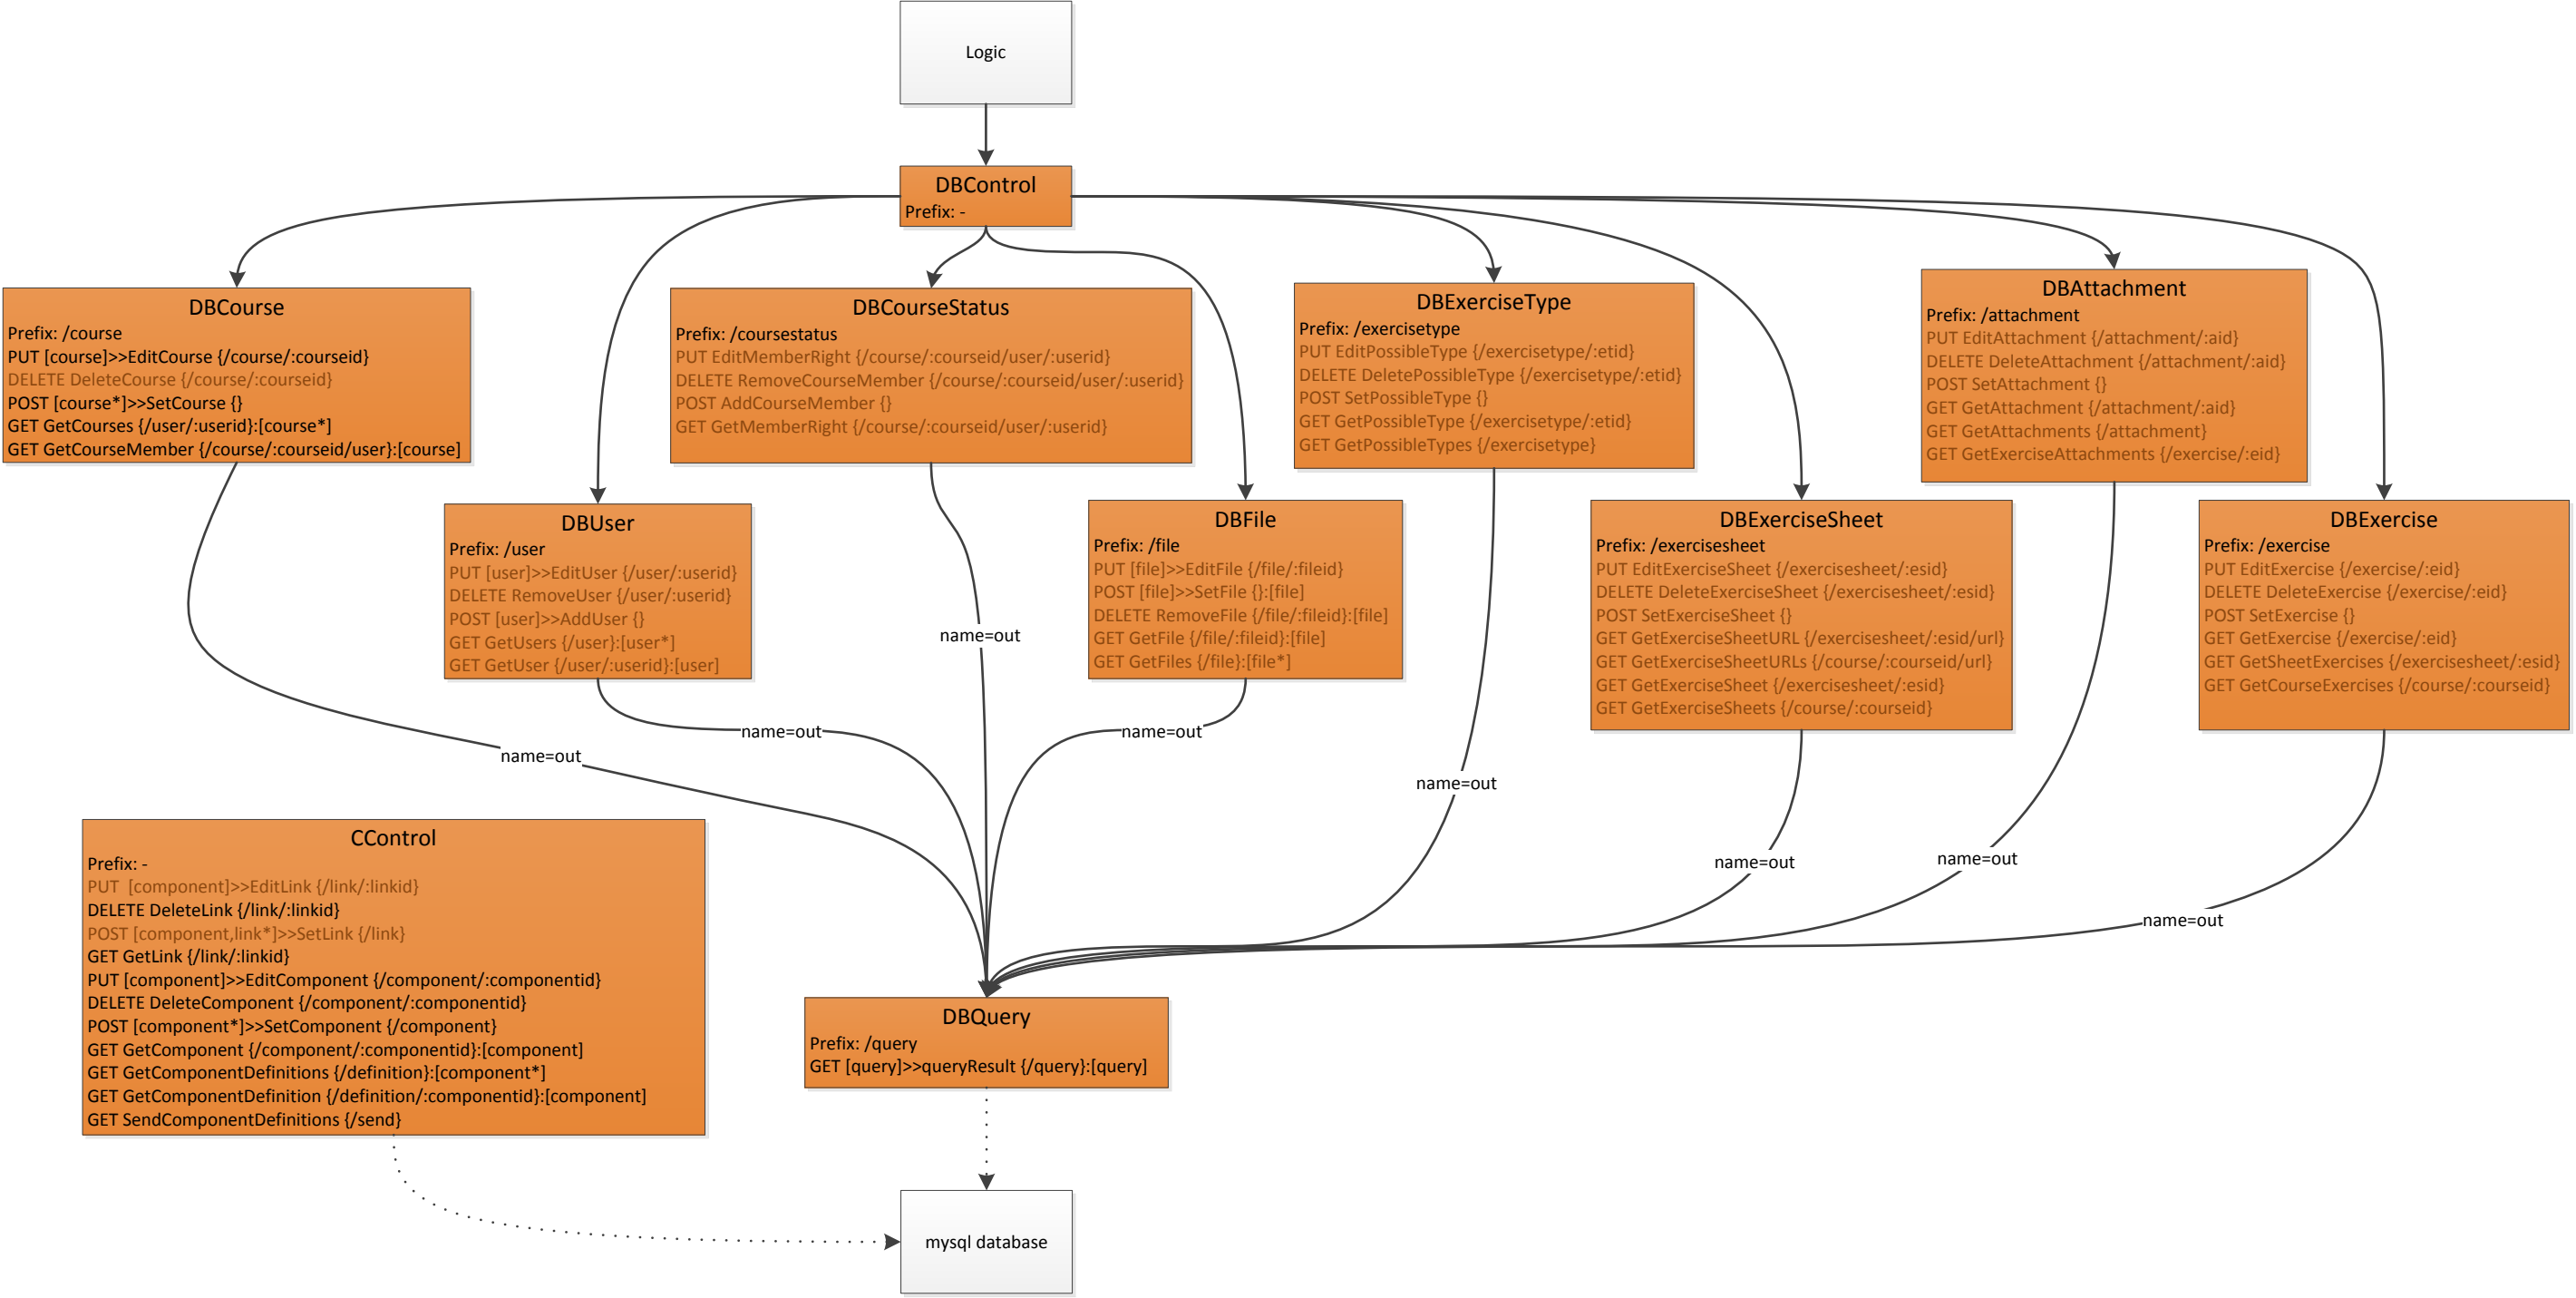 Logic
DBControl
Prefix: -
DBCourse
Prefix: /course
PUT [course]>>EditCourse {/course/:courseid}
DELETE DeleteCourse {/course/:courseid}
POST [course*]>>SetCourse {}
GET GetCourses {/user/:userid}:[course*]
GET GetCourseMember {/course/:courseid/user}:[course]
DBCourseStatus
Prefix: /coursestatus
PUT EditMemberRight {/course/:courseid/user/:userid}
DELETE RemoveCourseMember {/course/:courseid/user/:userid}
POST AddCourseMember {}
GET GetMemberRight {/course/:courseid/user/:userid}
DBExerciseType
Prefix: /exercisetype
PUT EditPossibleType {/exercisetype/:etid}
DELETE DeletePossibleType {/exercisetype/:etid}
POST SetPossibleType {}
GET GetPossibleType {/exercisetype/:etid}
GET GetPossibleTypes {/exercisetype}
DBAttachment
Prefix: /attachment
PUT EditAttachment {/attachment/:aid}
DELETE DeleteAttachment {/attachment/:aid}
POST SetAttachment {}
GET GetAttachment {/attachment/:aid}
GET GetAttachments {/attachment}
GET GetExerciseAttachments {/exercise/:eid}
DBUser
Prefix: /user
PUT [user]>>EditUser {/user/:userid}
DELETE RemoveUser {/user/:userid}
POST [user]>>AddUser {}
GET GetUsers {/user}:[user*]
GET GetUser {/user/:userid}:[user]
DBFile
Prefix: /file
PUT [file]>>EditFile {/file/:fileid}
POST [file]>>SetFile {}:[file]
DELETE RemoveFile {/file/:fileid}:[file]
GET GetFile {/file/:fileid}:[file]
GET GetFiles {/file}:[file*]
DBExerciseSheet
Prefix: /exercisesheet
PUT EditExerciseSheet {/exercisesheet/:esid}
DELETE DeleteExerciseSheet {/exercisesheet/:esid}
POST SetExerciseSheet {}
GET GetExerciseSheetURL {/exercisesheet/:esid/url}
GET GetExerciseSheetURLs {/course/:courseid/url}
GET GetExerciseSheet {/exercisesheet/:esid}
GET GetExerciseSheets {/course/:courseid}
DBExercise
Prefix: /exercise
PUT EditExercise {/exercise/:eid}
DELETE DeleteExercise {/exercise/:eid}
POST SetExercise {}
GET GetExercise {/exercise/:eid}
GET GetSheetExercises {/exercisesheet/:esid}
GET GetCourseExercises {/course/:courseid}
name=out
name=out
name=out
name=out
name=out
name=out
name=out
name=out
CControl
Prefix: -
PUT  [component]>>EditLink {/link/:linkid}
DELETE DeleteLink {/link/:linkid}
POST [component,link*]>>SetLink {/link}
GET GetLink {/link/:linkid}
PUT [component]>>EditComponent {/component/:componentid}
DELETE DeleteComponent {/component/:componentid}
POST [component*]>>SetComponent {/component}
GET GetComponent {/component/:componentid}:[component]
GET GetComponentDefinitions {/definition}:[component*]
GET GetComponentDefinition {/definition/:componentid}:[component]
GET SendComponentDefinitions {/send}
DBQuery
Prefix: /query
GET [query]>>queryResult {/query}:[query]
mysql database